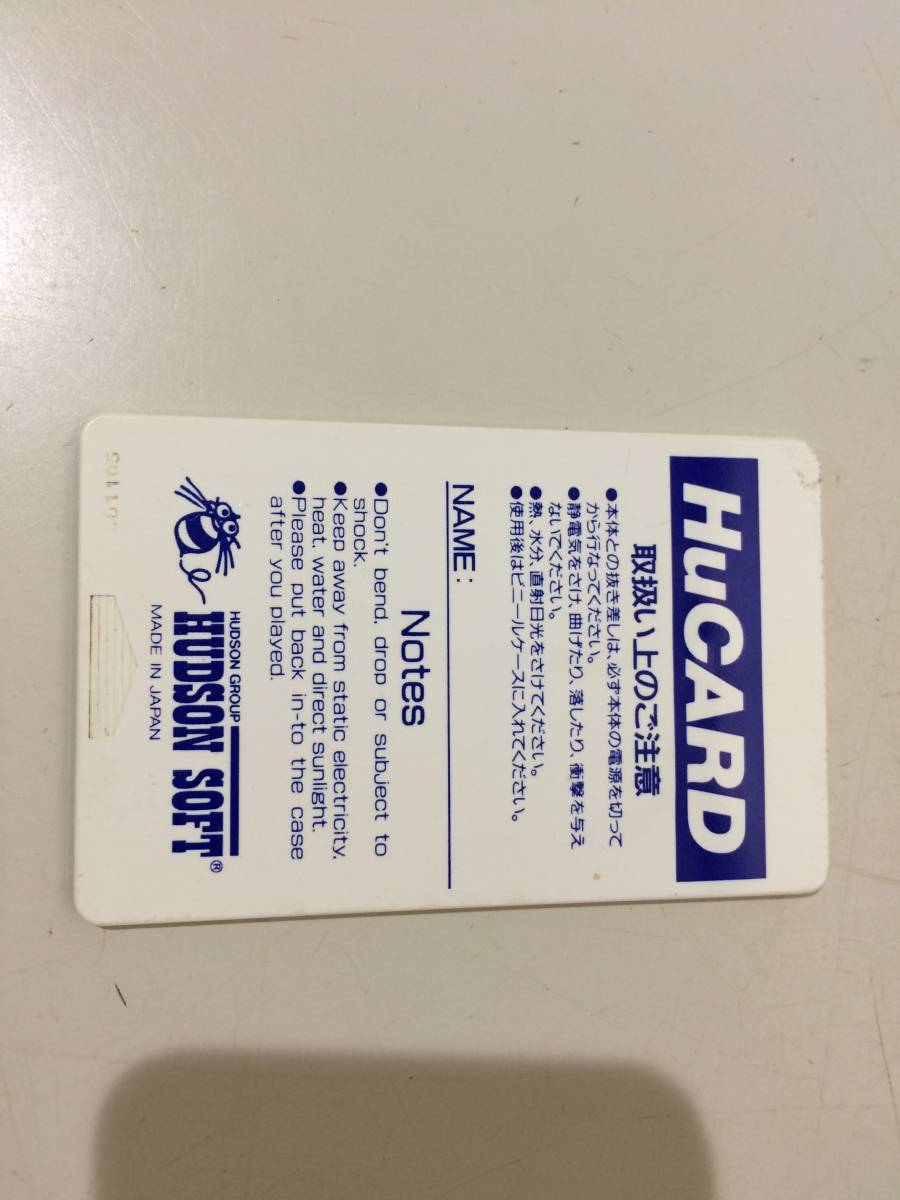 HuCARD
取扱い上のご注意
●本体との抜き差しは、必ず本体の電源を切って
から行なってください。
●静電気をさけ、曲げたり、落したり、衝撃を与え
ないでください。
●熱、水分、直射日光をさけてください。
●使用後はビニールケースに入れてください。
NAME:
Notes
●Don't bend, drop or subject to
shock.
●Keep away from static electricity,
heat, water and direct sunlight.
●Please put back in-to the case
after you played.
HUDSON GROUP
HUDSON SOFT®
MADE IN JAPAN